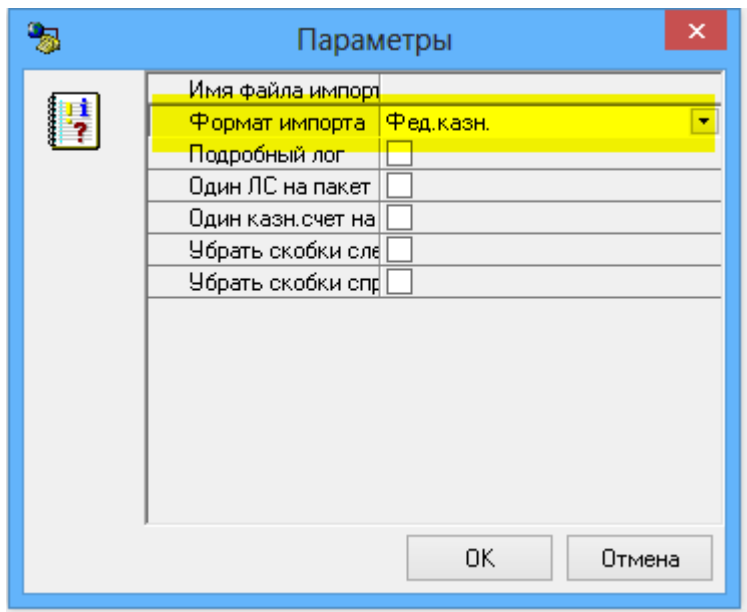 Параметры
Имя файла импорт
Формат импорта Фед.казн.
Подробный лог
Один ЛС на пакет
Один казн.счет на
Убрать скобки сле
Убрать скобки спр
OK Отмена